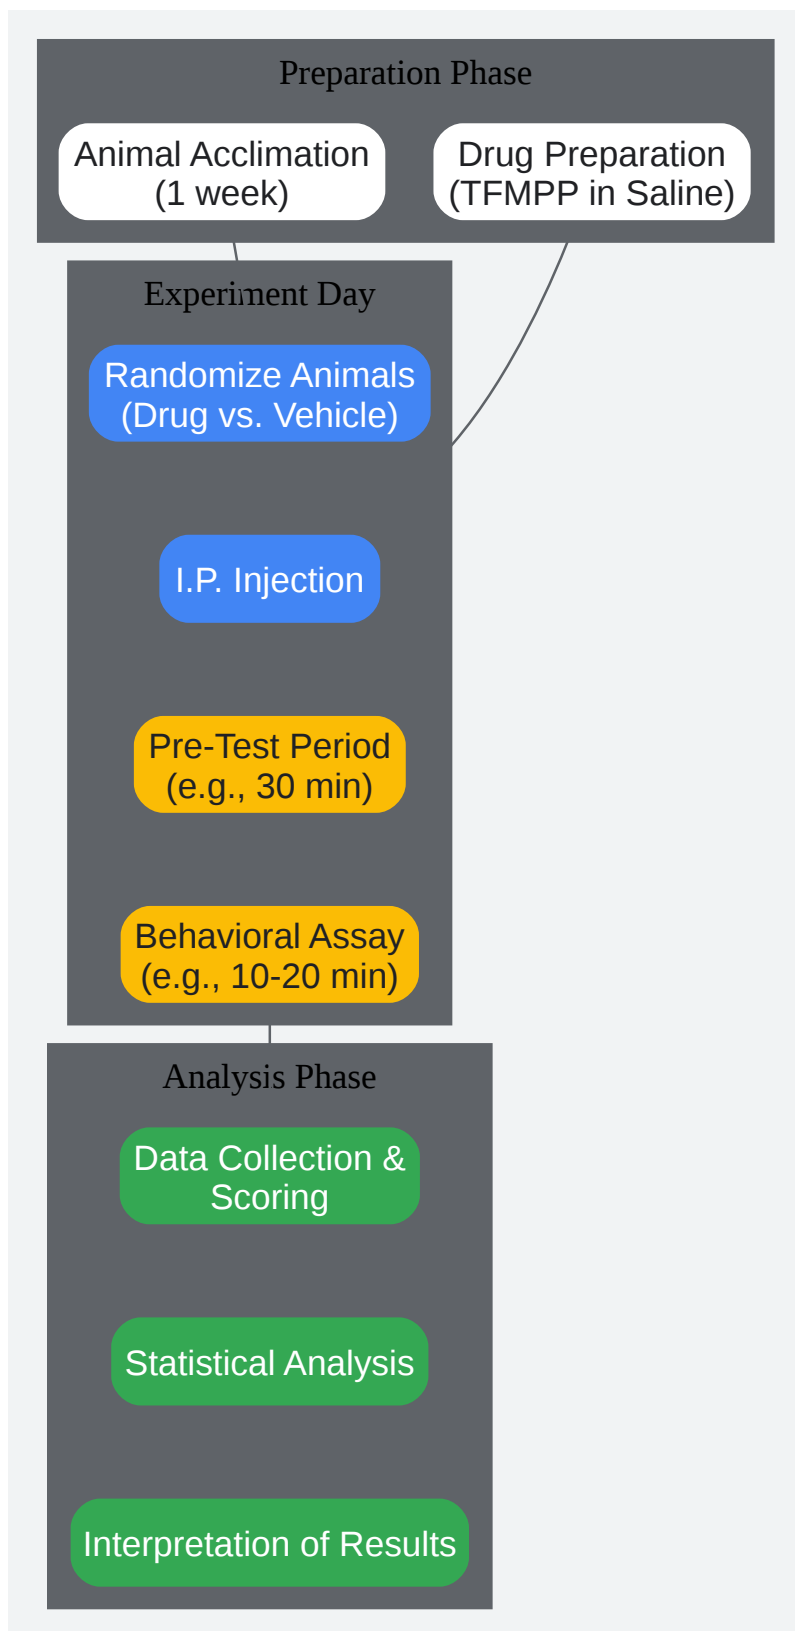 Preparation Phase
Animal Acclimation
(1 week)
Drug Preparation
(TFMPP in Saline)
Experiment Day
Randomize Animals
(Drug vs. Vehicle)
I.P. Injection
Pre-Test Period
(e.g., 30 min)
Behavioral Assay
(e.g., 10-20 min)
Analysis Phase
Data Collection &
Scoring
Statistical Analysis
Interpretation of Results